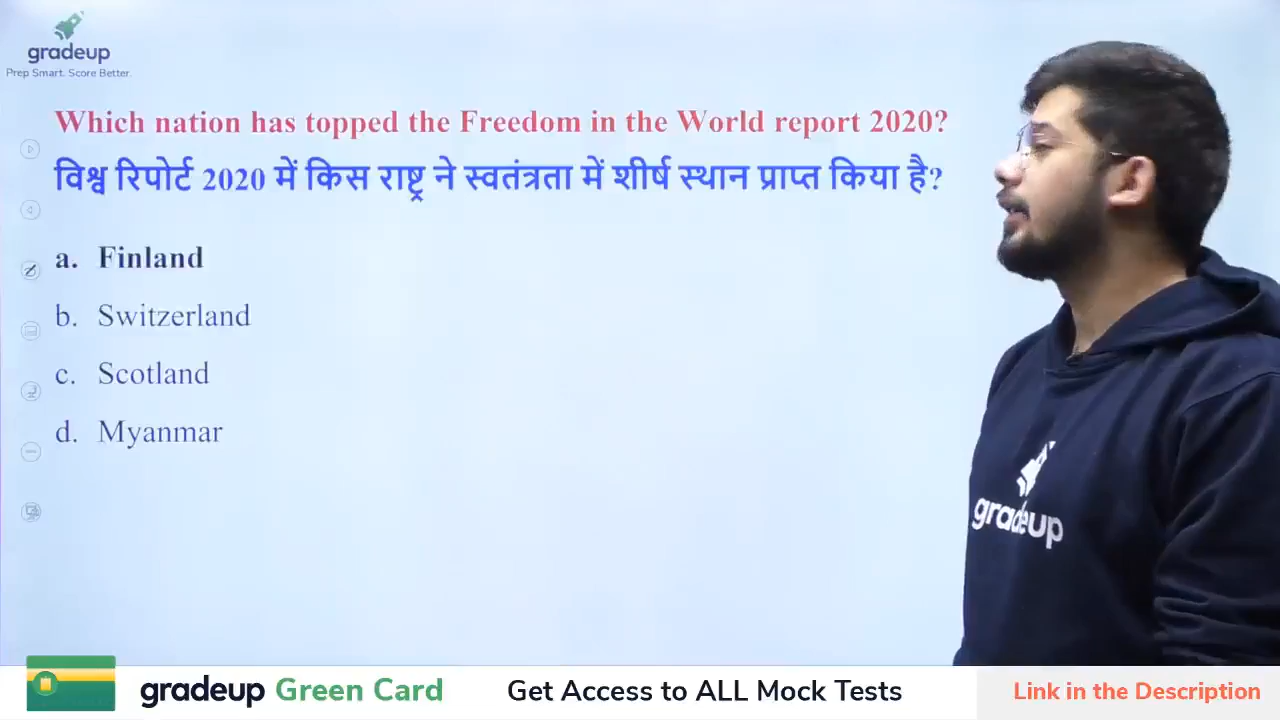 gradeup
Prep Smart. Score Better.
Which nation has topped the Freedom in the World report 2020?
विश्व रिपोर्ट 2020 में किस राष्ट्र ने स्वतंत्रता में शीर्ष स्थान प्राप्त किया है?
a. Finland
b. Switzerland
c. Scotland
d. Myanmar
gradeup
gradeup Green Card
Get Access to ALL Mock Tests
Link in the Description